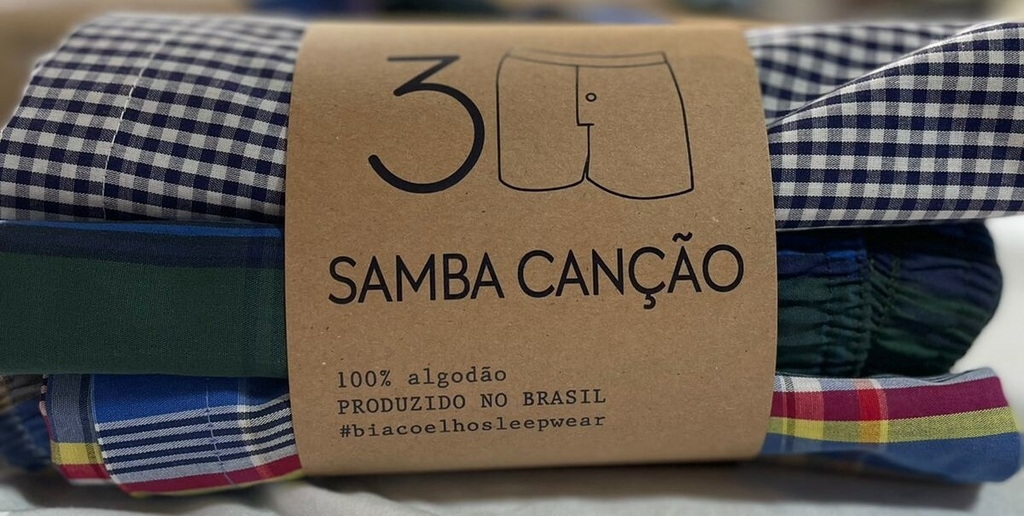 3
SAMBA CANÇÃO
100% algodão
PRODUZIDO NO BRASIL
#biacoelhosleepwear